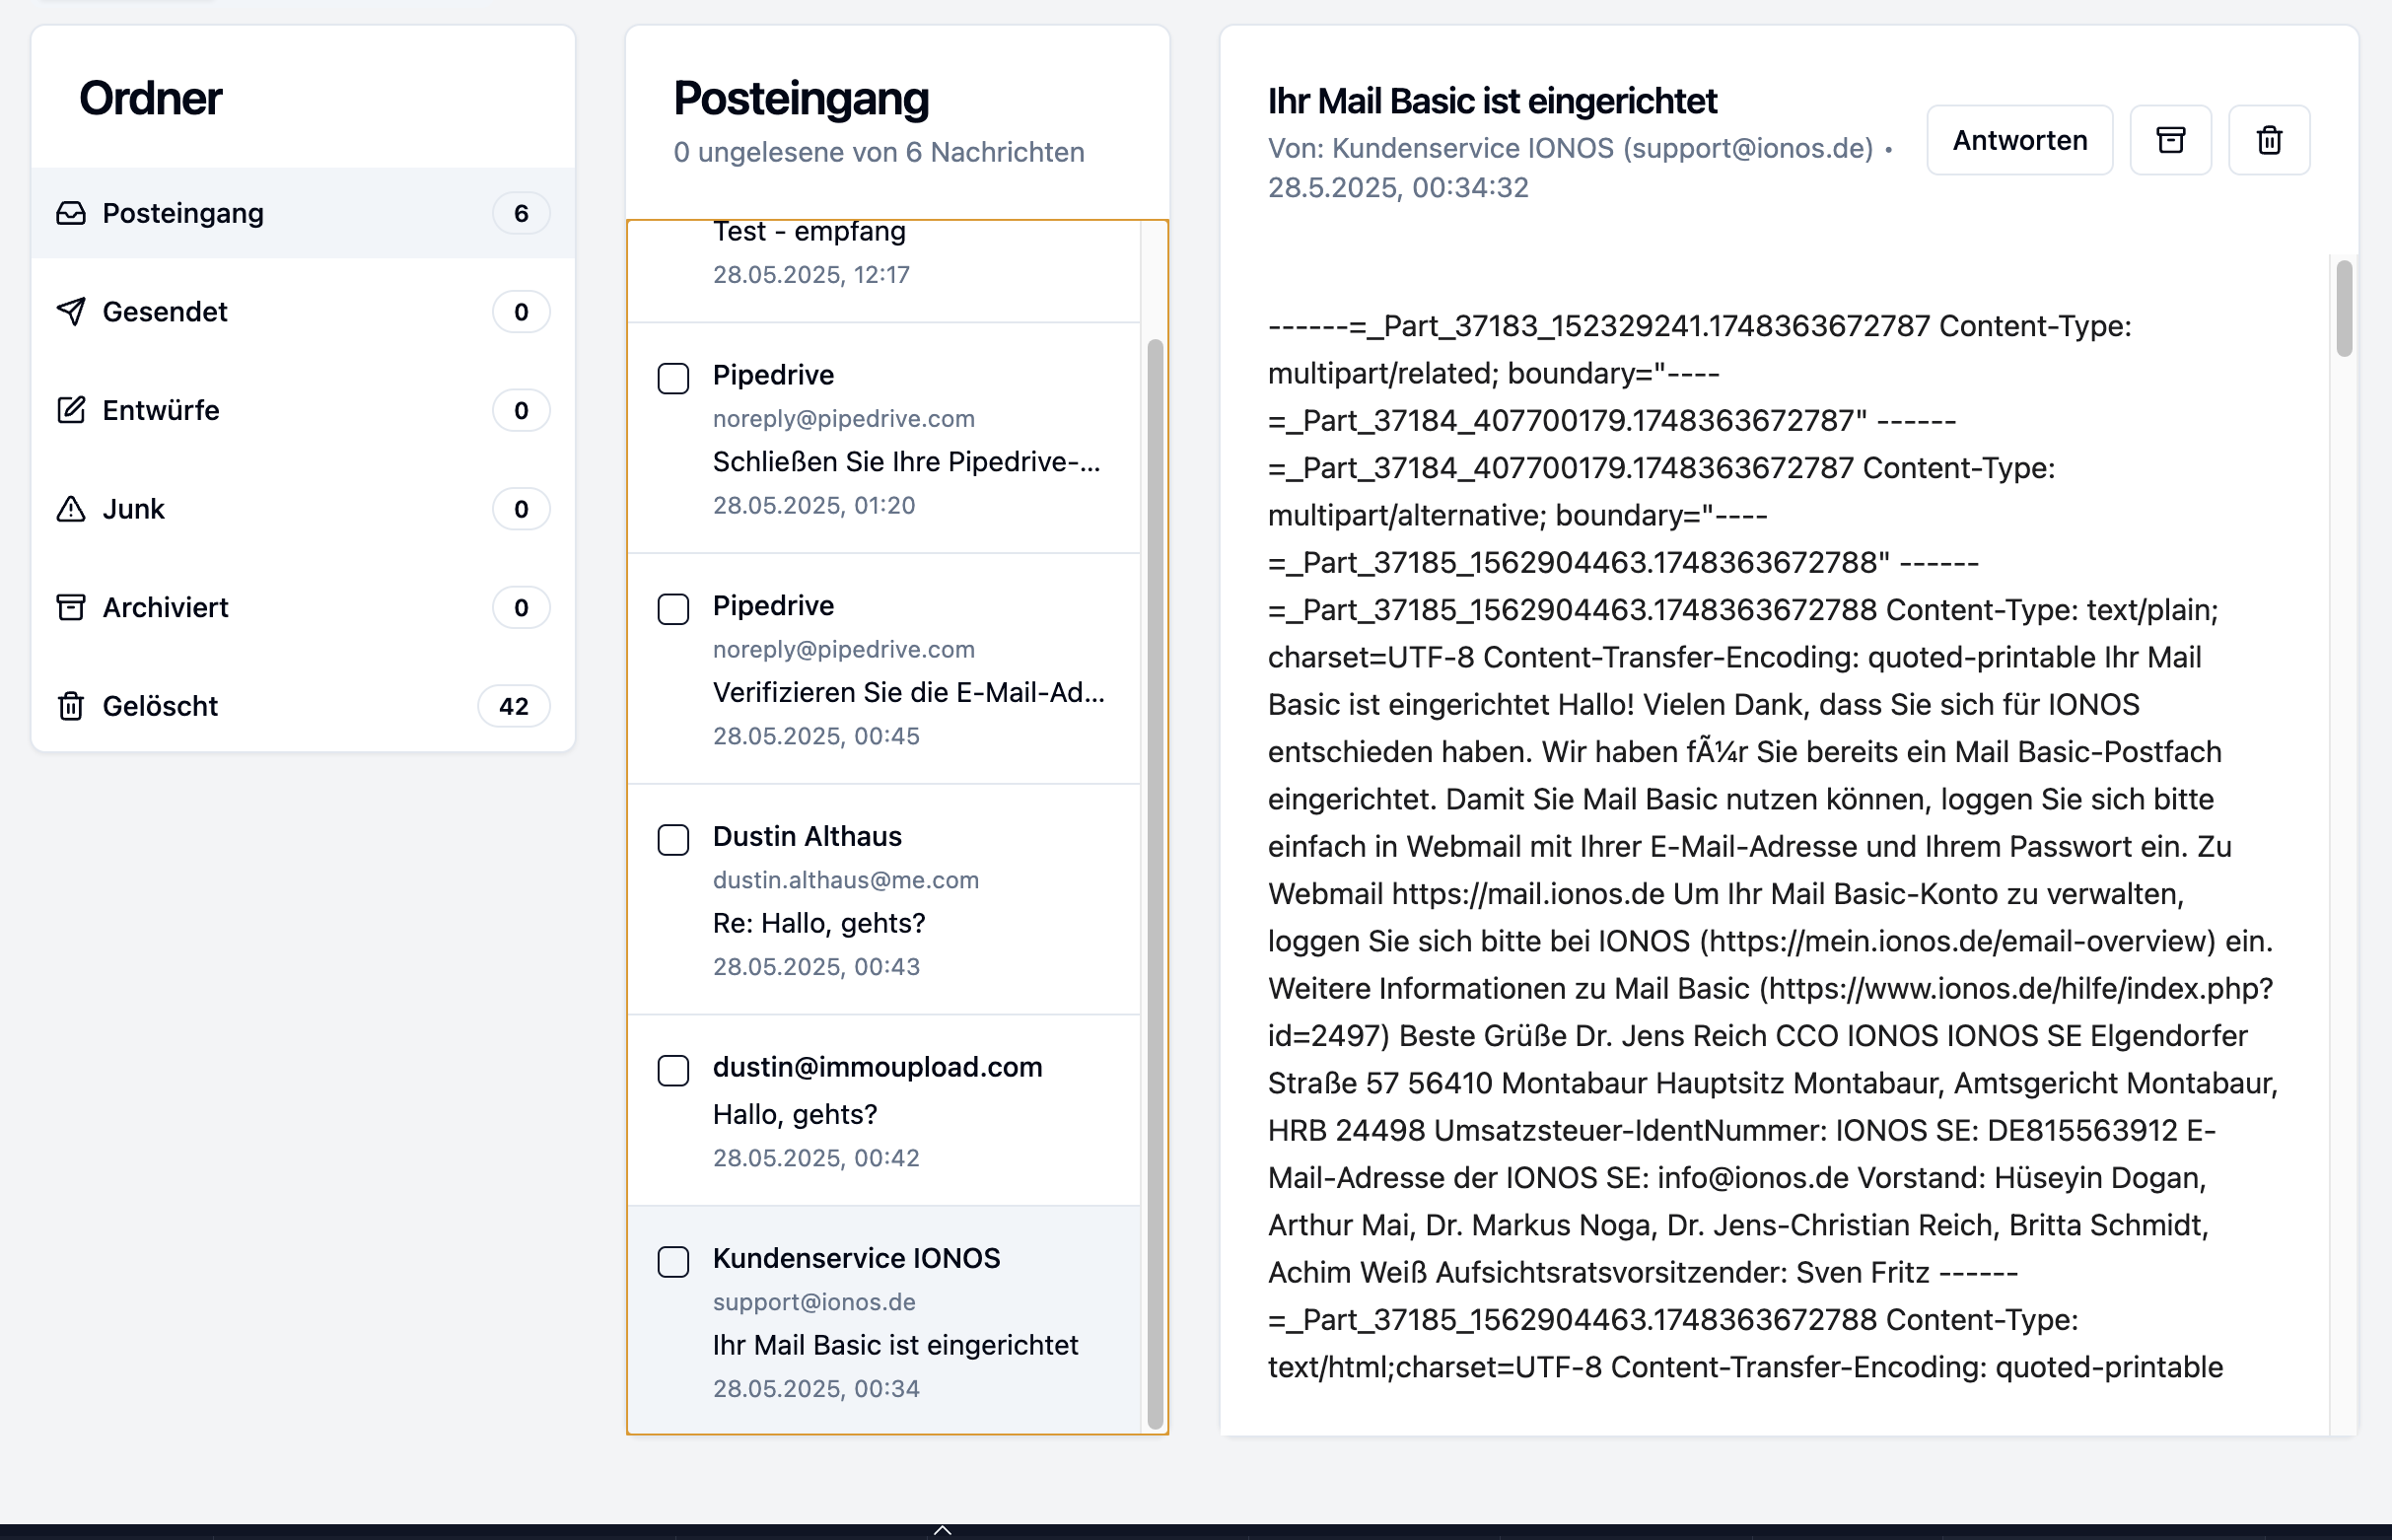 Ordner
Posteingang
6
Gesendet
0
Entwürfe
0
Junk
0
Archiviert
0
Gelöscht
42
Posteingang
0 ungelesene von 6 Nachrichten
Test - empfang
28.05.2025, 12:17
Pipedrive
noreply@pipedrive.com
Schließen Sie Ihre Pipedrive-...
28.05.2025, 01:20
Pipedrive
noreply@pipedrive.com
Verifizieren Sie die E-Mail-Ad...
28.05.2025, 00:45
Dustin Althaus
dustin.althaus@me.com
Re: Hallo, gehts?
28.05.2025, 00:43
dustin@immoupload.com
Hallo, gehts?
28.05.2025, 00:42
Kundenservice IONOS
support@ionos.de
Ihr Mail Basic ist eingerichtet
28.05.2025, 00:34
Ihr Mail Basic ist eingerichtet
Von: Kundenservice IONOS (support@ionos.de) •
28.5.2025, 00:34:32
Antworten
------=_Part_37183_152329241.1748363672787 Content-Type:
multipart/related; boundary="----
=_Part_37184_407700179.1748363672787" ------
=_Part_37184_407700179.1748363672787 Content-Type:
multipart/alternative; boundary="----
=_Part_37185_1562904463.1748363672788" ------
=_Part_37185_1562904463.1748363672788 Content-Type: text/plain;
charset=UTF-8 Content-Transfer-Encoding: quoted-printable Ihr Mail
Basic ist eingerichtet Hallo! Vielen Dank, dass Sie sich für IONOS
entschieden haben. Wir haben fÃ¼r Sie bereits ein Mail Basic-Postfach
eingerichtet. Damit Sie Mail Basic nutzen können, loggen Sie sich bitte
einfach in Webmail mit Ihrer E-Mail-Adresse und Ihrem Passwort ein. Zu
Webmail https://mail.ionos.de Um Ihr Mail Basic-Konto zu verwalten,
loggen Sie sich bitte bei IONOS (https://mein.ionos.de/email-overview) ein.
Weitere Informationen zu Mail Basic (https://www.ionos.de/hilfe/index.php?
id=2497) Beste Grüße Dr. Jens Reich CCO IONOS IONOS SE Elgendorfer
Straße 57 56410 Montabaur Hauptsitz Montabaur, Amtsgericht Montabaur,
HRB 24498 Umsatzsteuer-IdentNummer: IONOS SE: DE815563912 E-
Mail-Adresse der IONOS SE: info@ionos.de Vorstand: Hüseyin Dogan,
Arthur Mai, Dr. Markus Noga, Dr. Jens-Christian Reich, Britta Schmidt,
Achim Weiß Aufsichtsratsvorsitzender: Sven Fritz ------
=_Part_37185_1562904463.1748363672788 Content-Type:
text/html;charset=UTF-8 Content-Transfer-Encoding: quoted-printable